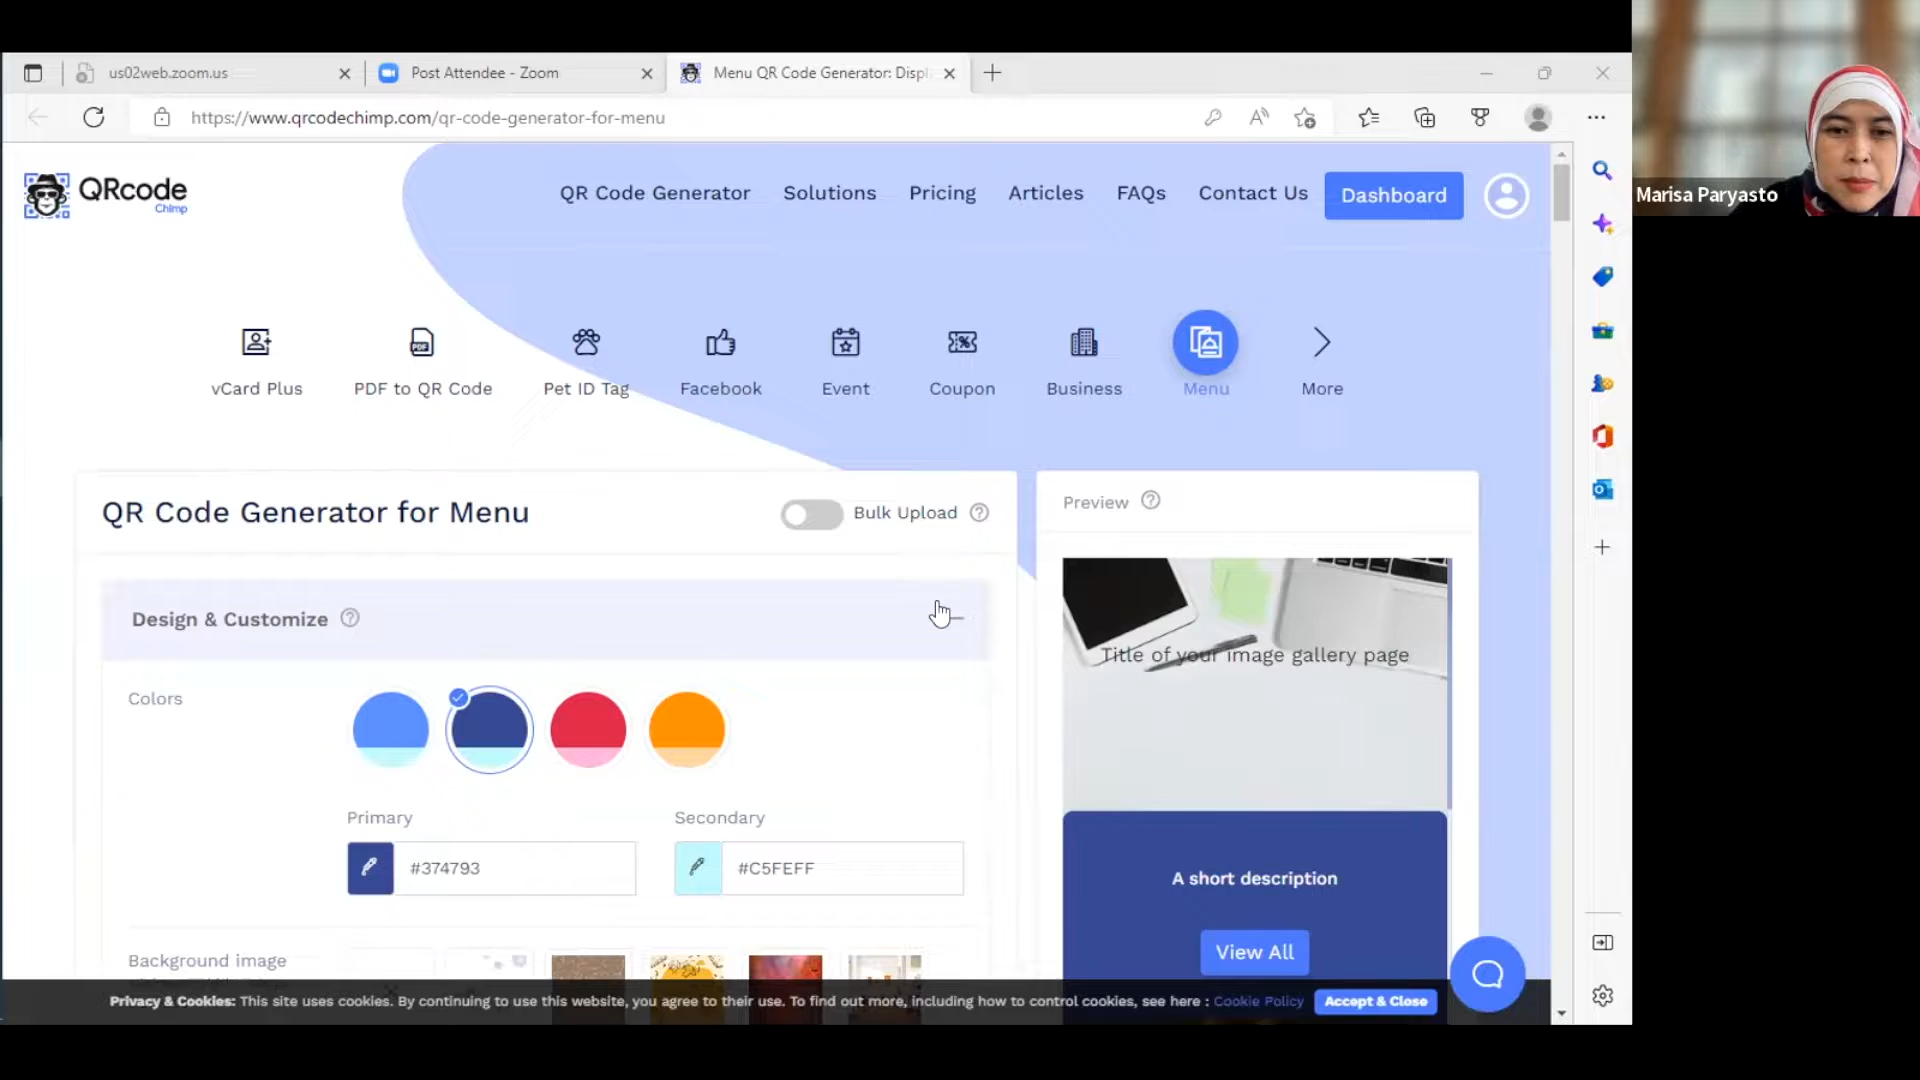 us02web.zoom.us
Post Attendee - Zoom
Menu QR Code Generator: Displ
https://www.qrcodechimp.com/qr-code-generator-for-menu
QRcode
Chimp
QR Code Generator
Solutions
Pricing
Articles
FAQs
Contact Us
Dashboard
Marisa Paryasto
vCard Plus
PDF to QR Code
Pet ID Tag
Facebook
Event
Coupon
Business
Menu
More
QR Code Generator for Menu
Bulk Upload
Preview
Design & Customize
Title of your image gallery page
Colors
Primary
Secondary
#374793
#C5FEFF
A short description
View All
Background image
Privacy & Cookies: This site uses cookies. By continuing to use this website, you agree to their use. To find out more, including how to control cookies, see here : Cookie Policy
Accept & Close